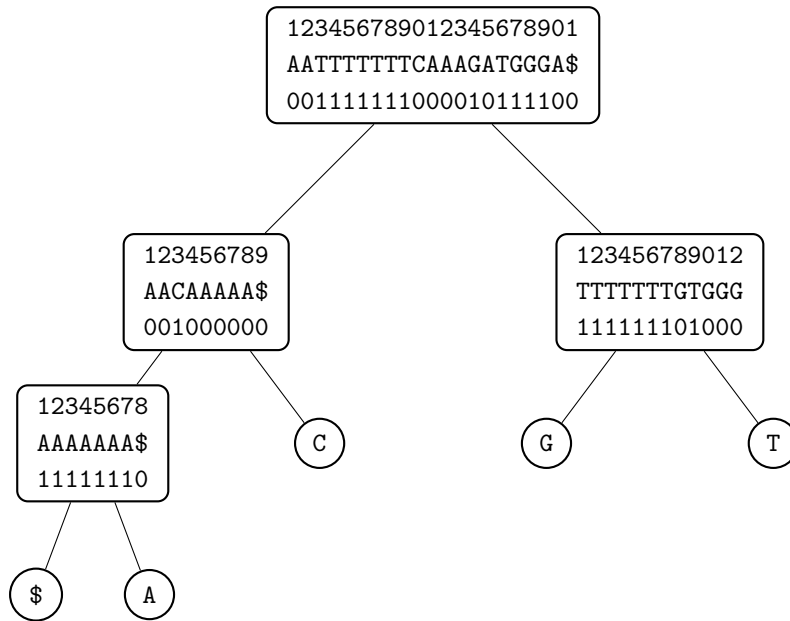 123456789012345678901
AATTTTTTTCAAAGATGGGA$
001111111000010111100
123456789
AACAAAAA$
001000000
123456789012
TTTTTTTGTGGG
111111101000
12345678
AAAAAAA$
11111110
C
G
T
$
A